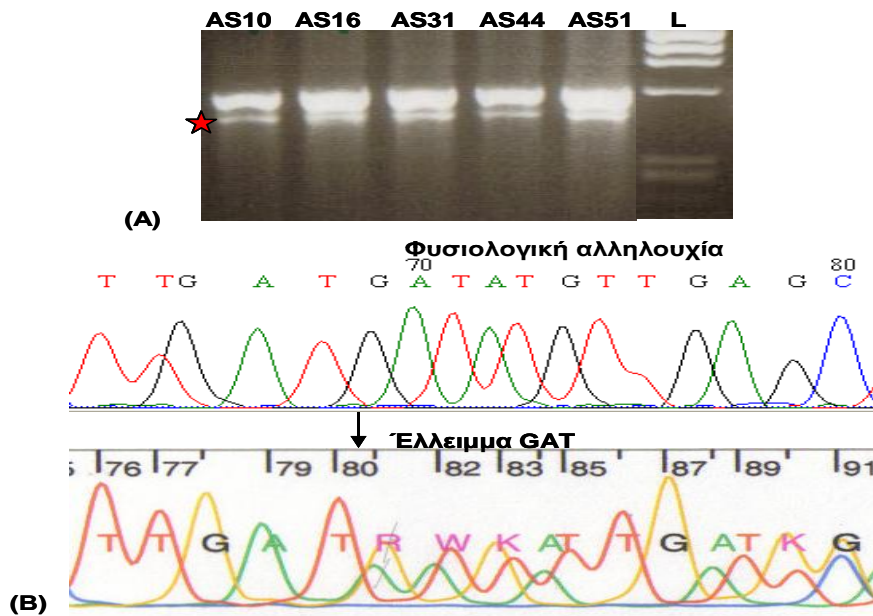 AS10 AS16 AS31 AS44 AS51 L
(A)
Φυσιολογική αλληλουχία
70 80
T T G A T G A T A T G T T G A G C
Έλλειμμα GAT
76 77 79 80 82 83 85 87 89 91
T T G A T R W K A T T G A T K G
(B)